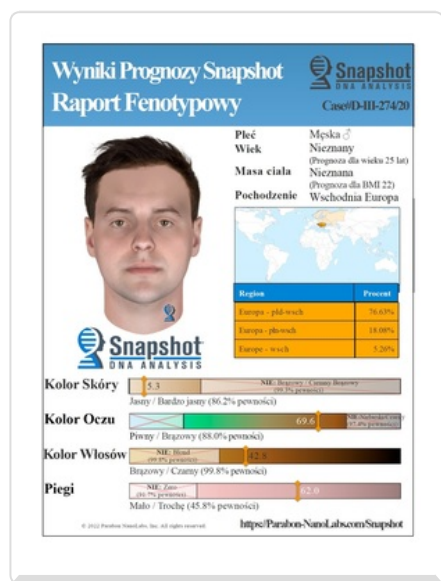 Wyniki Prognozy Snapshot
Raport Fenotypowy
Snapshot
DNA ANALYSIS
Case#D-III-274/20
Płeć Męska ♂
Wiek Nieznany
(Prognoza dla wieku 25 lat)
Masa ciała Nieznana
(Prognoza dla BMI 22)
Pochodzenie Wschodnia Europa
Region Procent
Europa - płd-wsch 76.63%
Europa - płn-wsch 18.08%
Europe - wsch 5.26%
Snapshot
DNA ANALYSIS
Kolor Skóry
5.3
NIE: Brązowy / Ciemny Brązowy
(99.3% pewności)
Jasny / Bardzo jasny (86.2% pewności)
Kolor Oczu
69.6
Piwny / Brązowy (88.0% pewności)
Kolor Włosów
NIE: Blond
42.8
Brązowy / Czarny (99.8% pewności)
Piegi
NIE: Zero
62.0
Mało / Trochę (45.8% pewności)
© 2022 Parabon NanoLabs, Inc. All rights reserved.
https://Parabon-NanoLabs.com/Snapshot